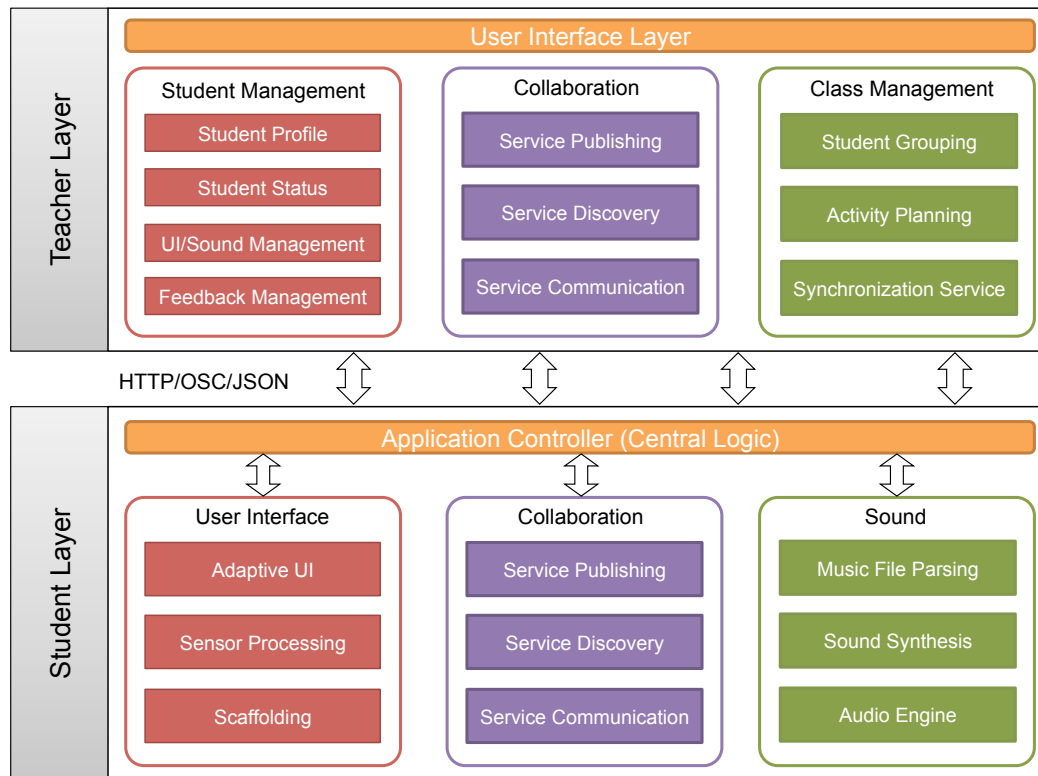 Teacher Layer
User Interface Layer
Student Management
Student Profile
Student Status
UI/Sound Management
Feedback Management
Collaboration
Service Publishing
Service Discovery
Service Communication
Class Management
Student Grouping
Activity Planning
Synchronization Service
HTTP/OSC/JSON
Student Layer
Application Controller (Central Logic)
User Interface
Adaptive UI
Sensor Processing
Scaffolding
Collaboration
Service Publishing
Service Discovery
Service Communication
Sound
Music File Parsing
Sound Synthesis
Audio Engine